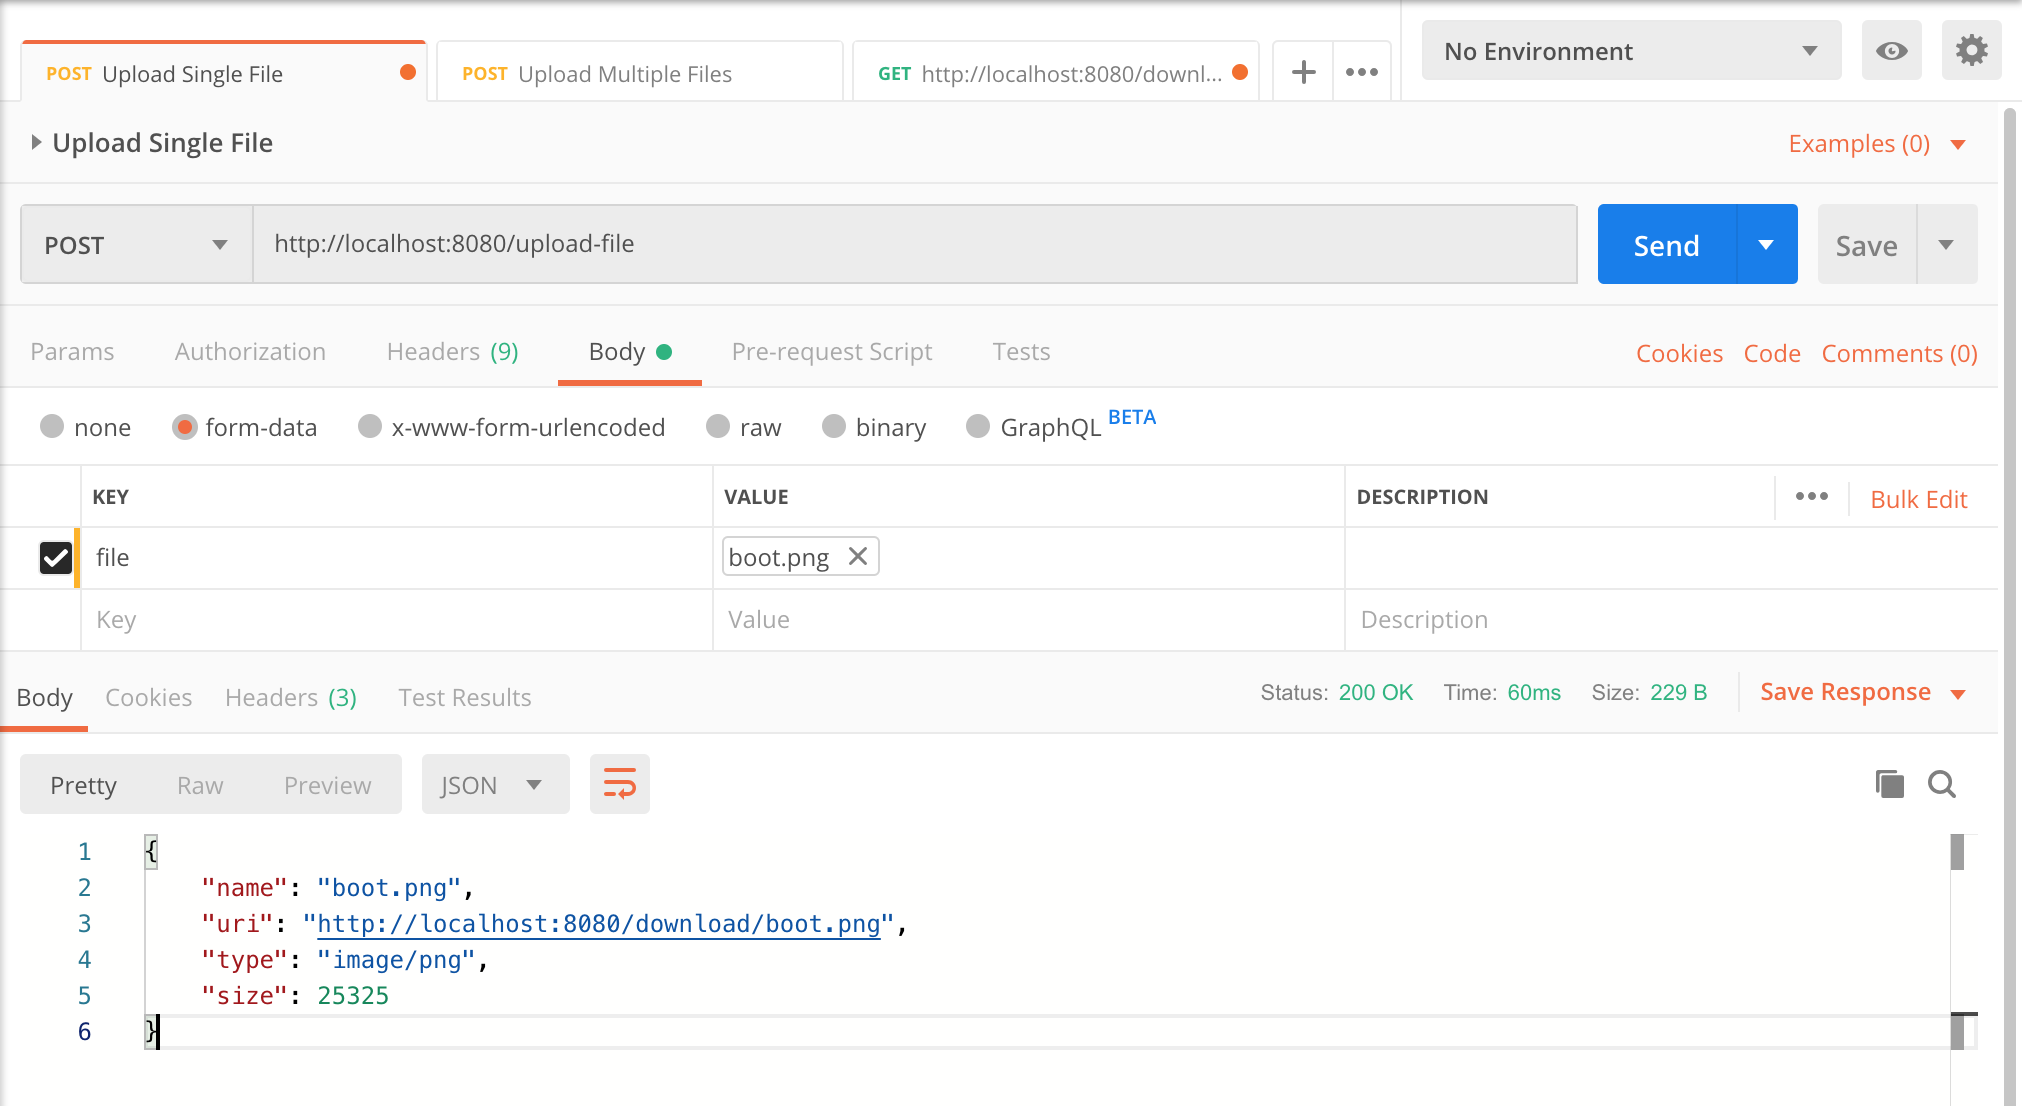 POST Upload Single File
POST Upload Multiple Files
GET http://localhost:8080/downl...
No Environment
Upload Single File
Examples (0)
POST
http://localhost:8080/upload-file
Send
Save
Params
Authorization
Headers (9)
Body
Pre-request Script
Tests
Cookies
Code
Comments (0)
none
form-data
x-www-form-urlencoded
raw
binary
GraphQL BETA
KEY
VALUE
DESCRIPTION
Bulk Edit
file
boot.png
Key
Value
Description
Body
Cookies
Headers (3)
Test Results
Status: 200 OK
Time: 60ms
Size: 229 B
Save Response
Pretty
Raw
Preview
JSON
1 {
2 "name": "boot.png",
3 "uri": "http://localhost:8080/download/boot.png",
4 "type": "image/png",
5 "size": 25325
6 }